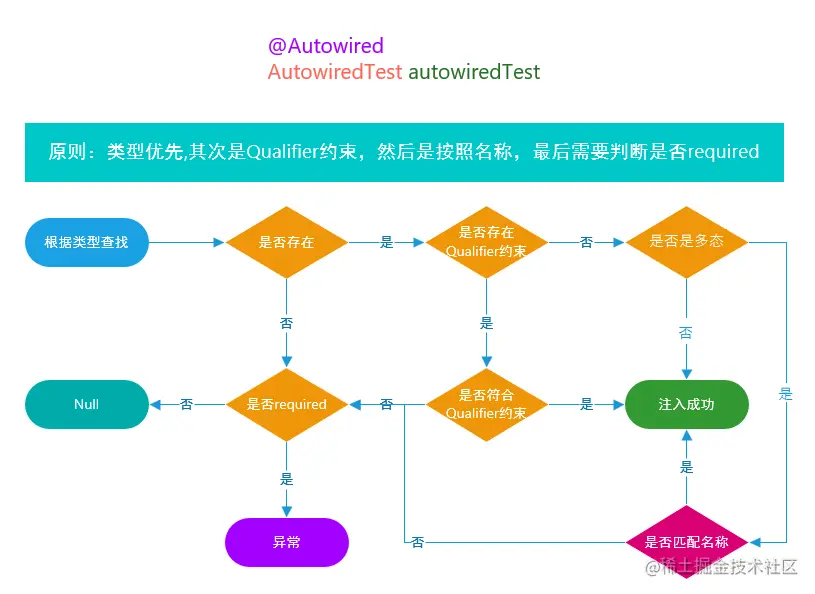 @Autowired
AutowiredTest autowiredTest
原则：类型优先,其次是Qualifier约束，然后是按照名称，最后需要判断是否required
根据类型查找
是否存在
是
是否存在
Qualifier约束
否
是否是多态
否
是
否
是
Null
否
是否required
否
是否符合
Qualifier约束
是
注入成功
是
是
异常
否
是否匹配名称
@稀土掘金技术社区